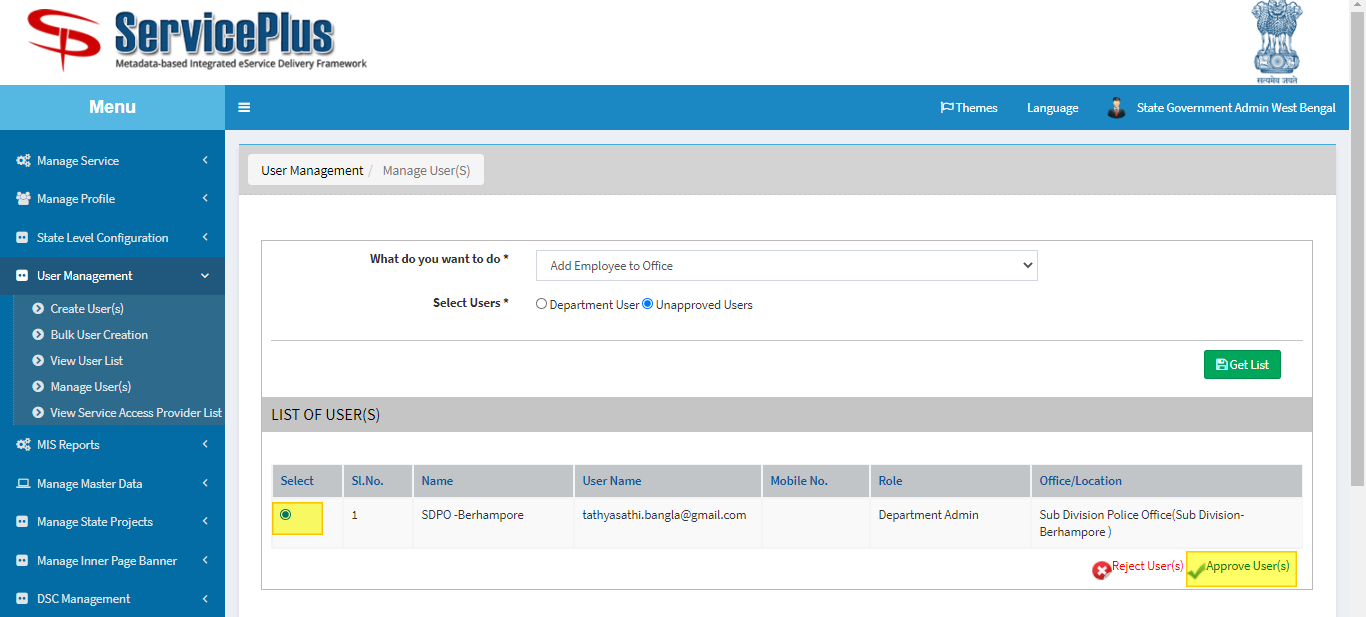 ServicePlus
Metadata-based Integrated eService Delivery Framework
सत्यमेव जयते
Menu
Themes
Language
State Government Admin West Bengal
Manage Service
Manage Profile
State Level Configuration
User Management
Create User(s)
Bulk User Creation
View User List
Manage User(s)
View Service Access Provider List
MIS Reports
Manage Master Data
Manage State Projects
Manage Inner Page Banner
DSC Management
User Management / Manage User(S)
What do you want to do *
Add Employee to Office
Select Users *
Department User Unapproved Users
Get List
LIST OF USER(S)
Select Sl.No. Name User Name Mobile No. Role Office/Location
1 SDPO -Berhampore tathyasathi.bangla@gmail.com Department Admin Sub Division Police Office(Sub Division-
Berhampore )
Reject User(s) Approve User(s)